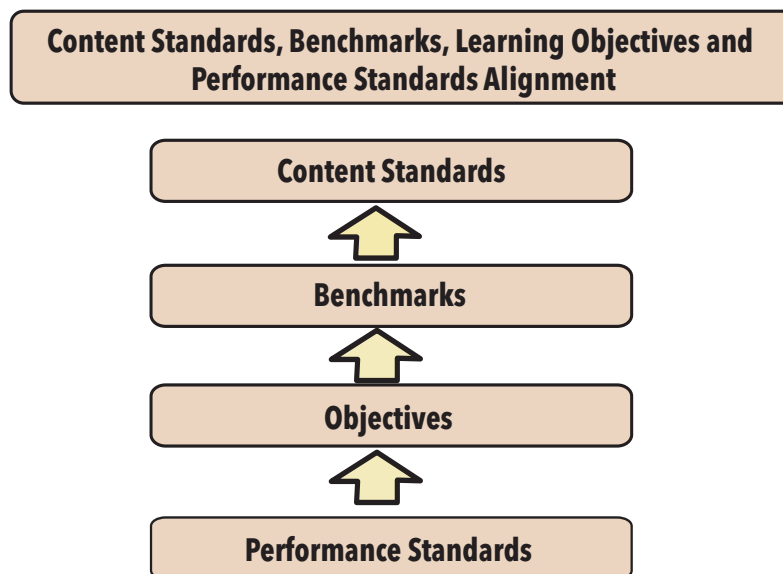 Content Standards, Benchmarks, Learning Objectives and
Performance Standards Alignment
Content Standards
Benchmarks
Objectives
Performance Standards